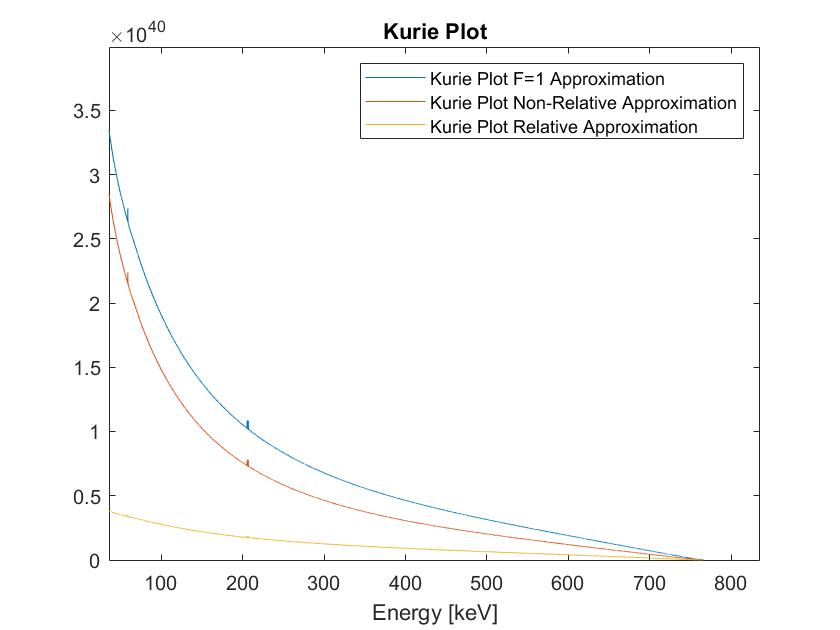 Kurie Plot
×10^40
Kurie Plot F=1 Approximation
Kurie Plot Non-Relative Approximation
Kurie Plot Relative Approximation
3.5
3
2.5
2
1.5
1
0.5
0
100 200 300 400 500 600 700 800
Energy [keV]